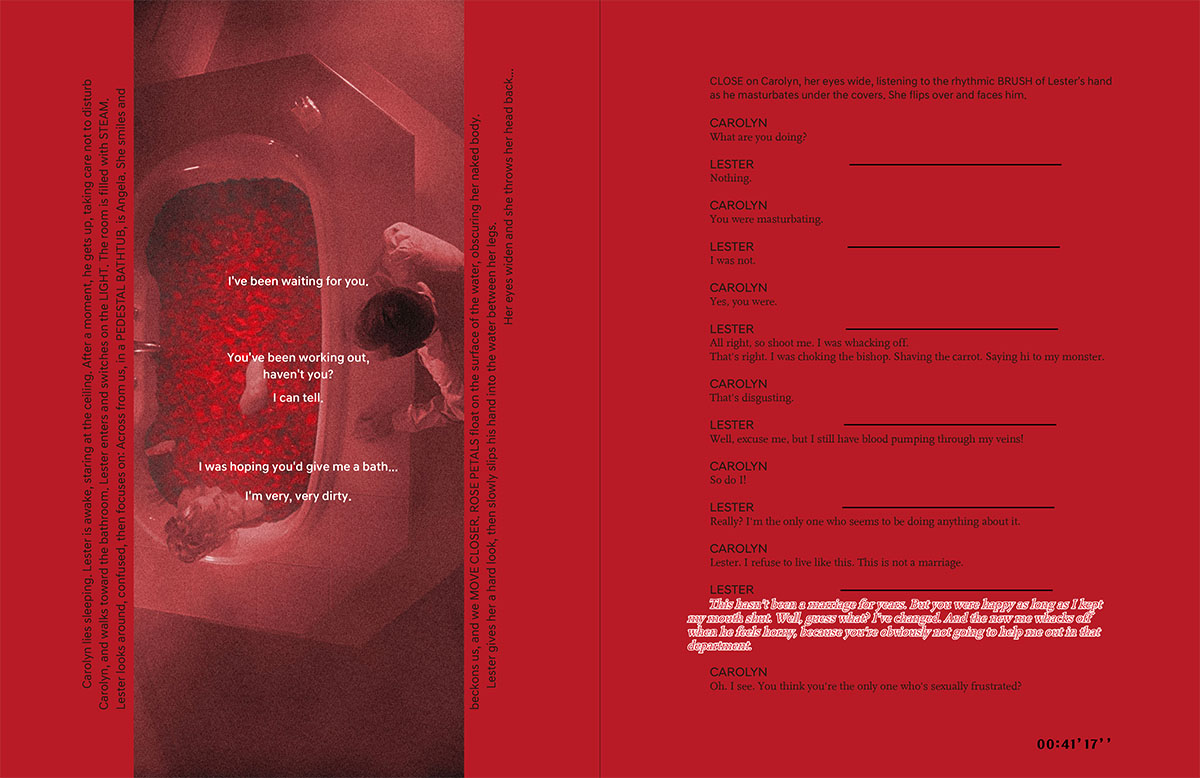 Carolyn lies sleeping. Lester is awake, staring at the ceiling. After a moment, he gets up, taking care not to disturb
Carolyn, and walks toward the bathroom. Lester enters and switches on the LIGHT. The room is filled with STEAM.
Lester looks around, confused, then focuses on: Across from us, in a PEDESTAL BATHTUB, is Angela. She smiles and
I've been waiting for you.
You've been working out,
haven't you?
I can tell.
I was hoping you'd give me a bath...
I'm very, very dirty.
beckons us, and we MOVE CLOSER. ROSE PETALS float on the surface of the water, obscuring her naked body.
Lester gives her a hard look, then slowly slips his hand into the water between her legs.
Her eyes widen and she throws her head back...
CLOSE on Carolyn, her eyes wide, listening to the rhythmic BRUSH of Lester's hand
as he masturbates under the covers. She flips over and faces him.
CAROLYN
What are you doing?
LESTER
Nothing.
CAROLYN
You were masturbating.
LESTER
I was not.
CAROLYN
Yes, you were.
LESTER
All right, so shoot me. I was whacking off.
That's right. I was choking the bishop. Shaving the carrot. Saying hi to my monster.
CAROLYN
That's disgusting.
LESTER
Well, excuse me, but I still have blood pumping through my veins!
CAROLYN
So do I!
LESTER
Really? I'm the only one who seems to be doing anything about it.
CAROLYN
Lester. I refuse to live like this. This is not a marriage.
LESTER
This hasn't been a marriage for years. But you were happy as long as I kept
my mouth shut. Well, guess what? I've changed. And the new me whacks off
when he feels horny, because you're obviously not going to help me out in that
department.
CAROLYN
Oh. I see. You think you're the only one who's sexually frustrated?
00:41'17''